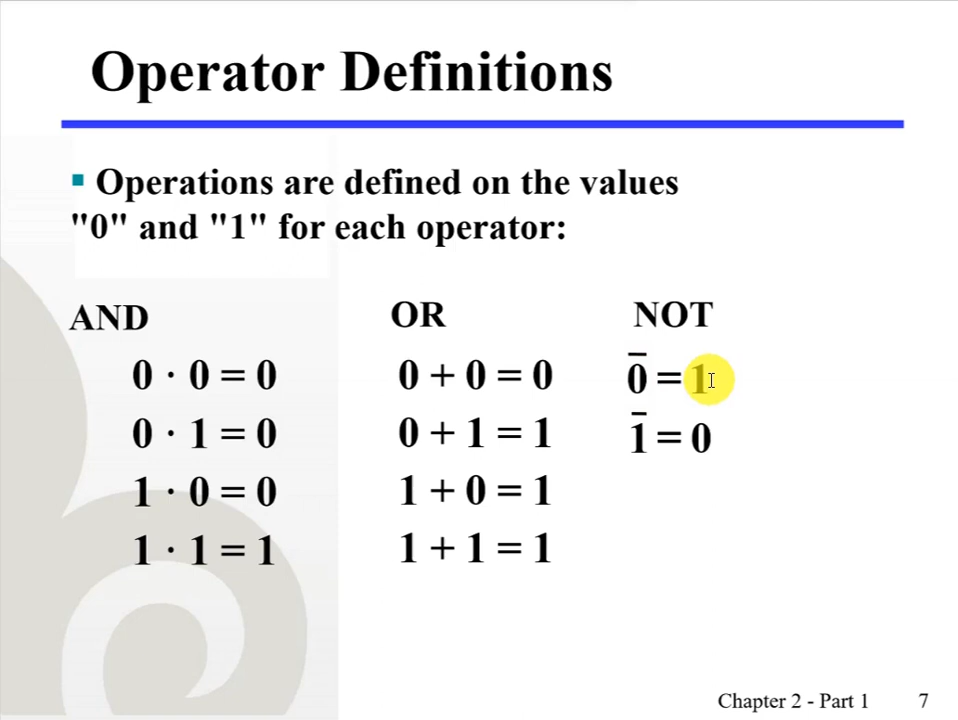 Operator Definitions
▪ Operations are defined on the values
"0" and "1" for each operator:
AND
0 · 0 = 0
0 · 1 = 0
1 · 0 = 0
1 · 1 = 1
OR
0 + 0 = 0
0 + 1 = 1
1 + 0 = 1
1 + 1 = 1
NOT
0̅ = 1
1̅ = 0
Chapter 2 - Part 1 7